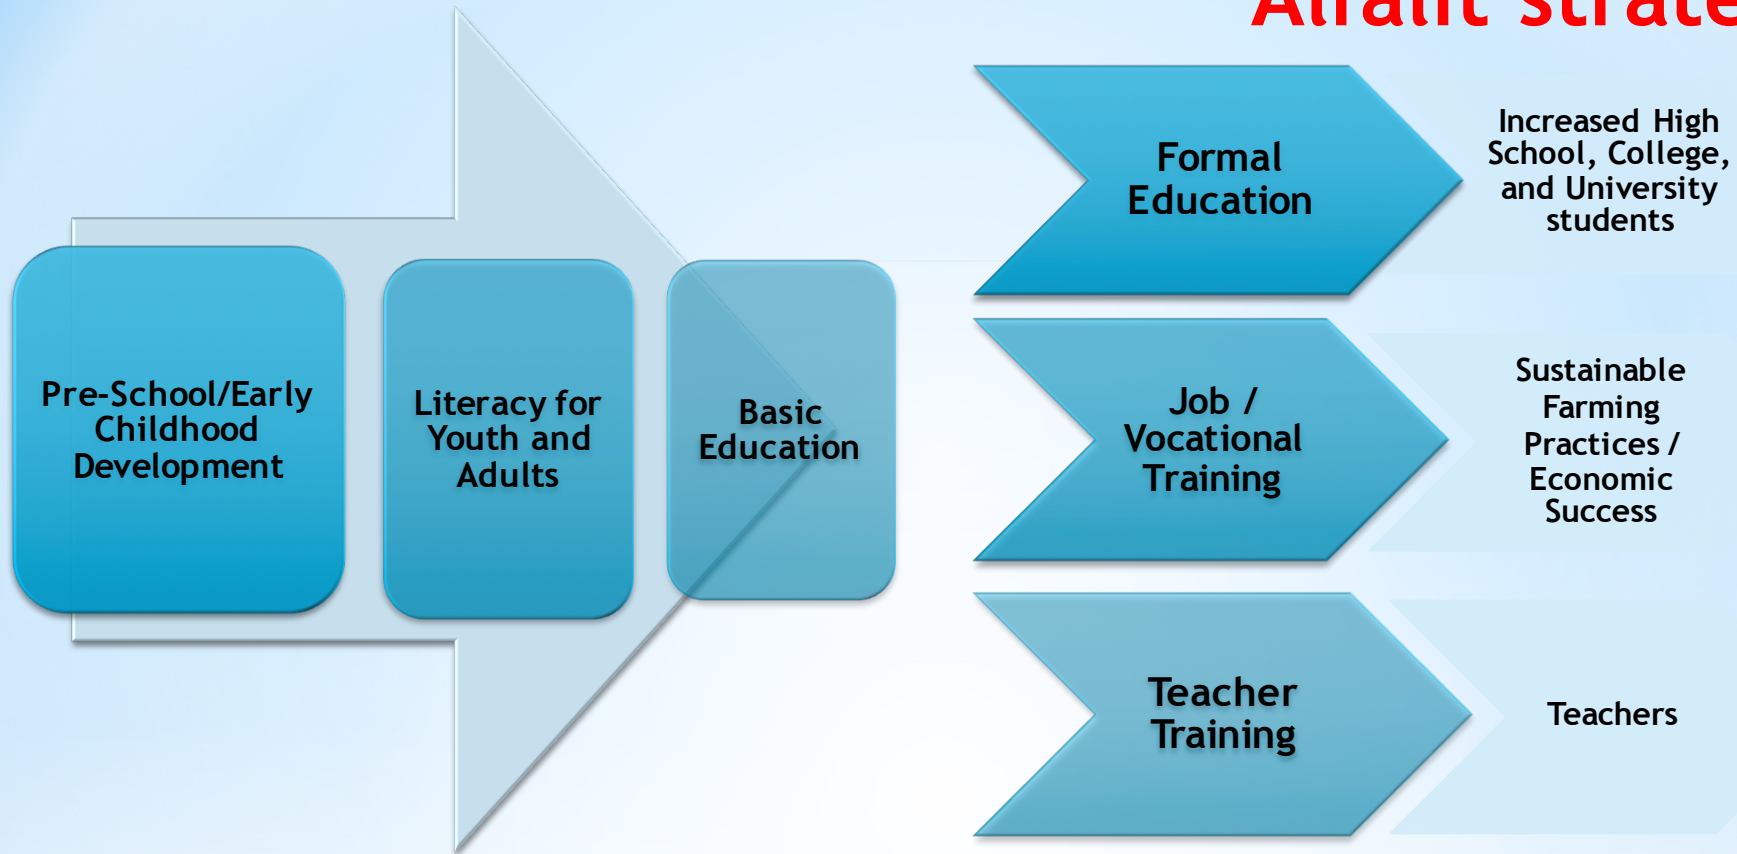 Pre-School/Early
Childhood
Development
Literacy for
Youth and
Adults
Basic
Education
Formal
Education
Increased High
School, College,
and University
students
Job /
Vocational
Training
Sustainable
Farming
Practices /
Economic
Success
Teacher
Training
Teachers